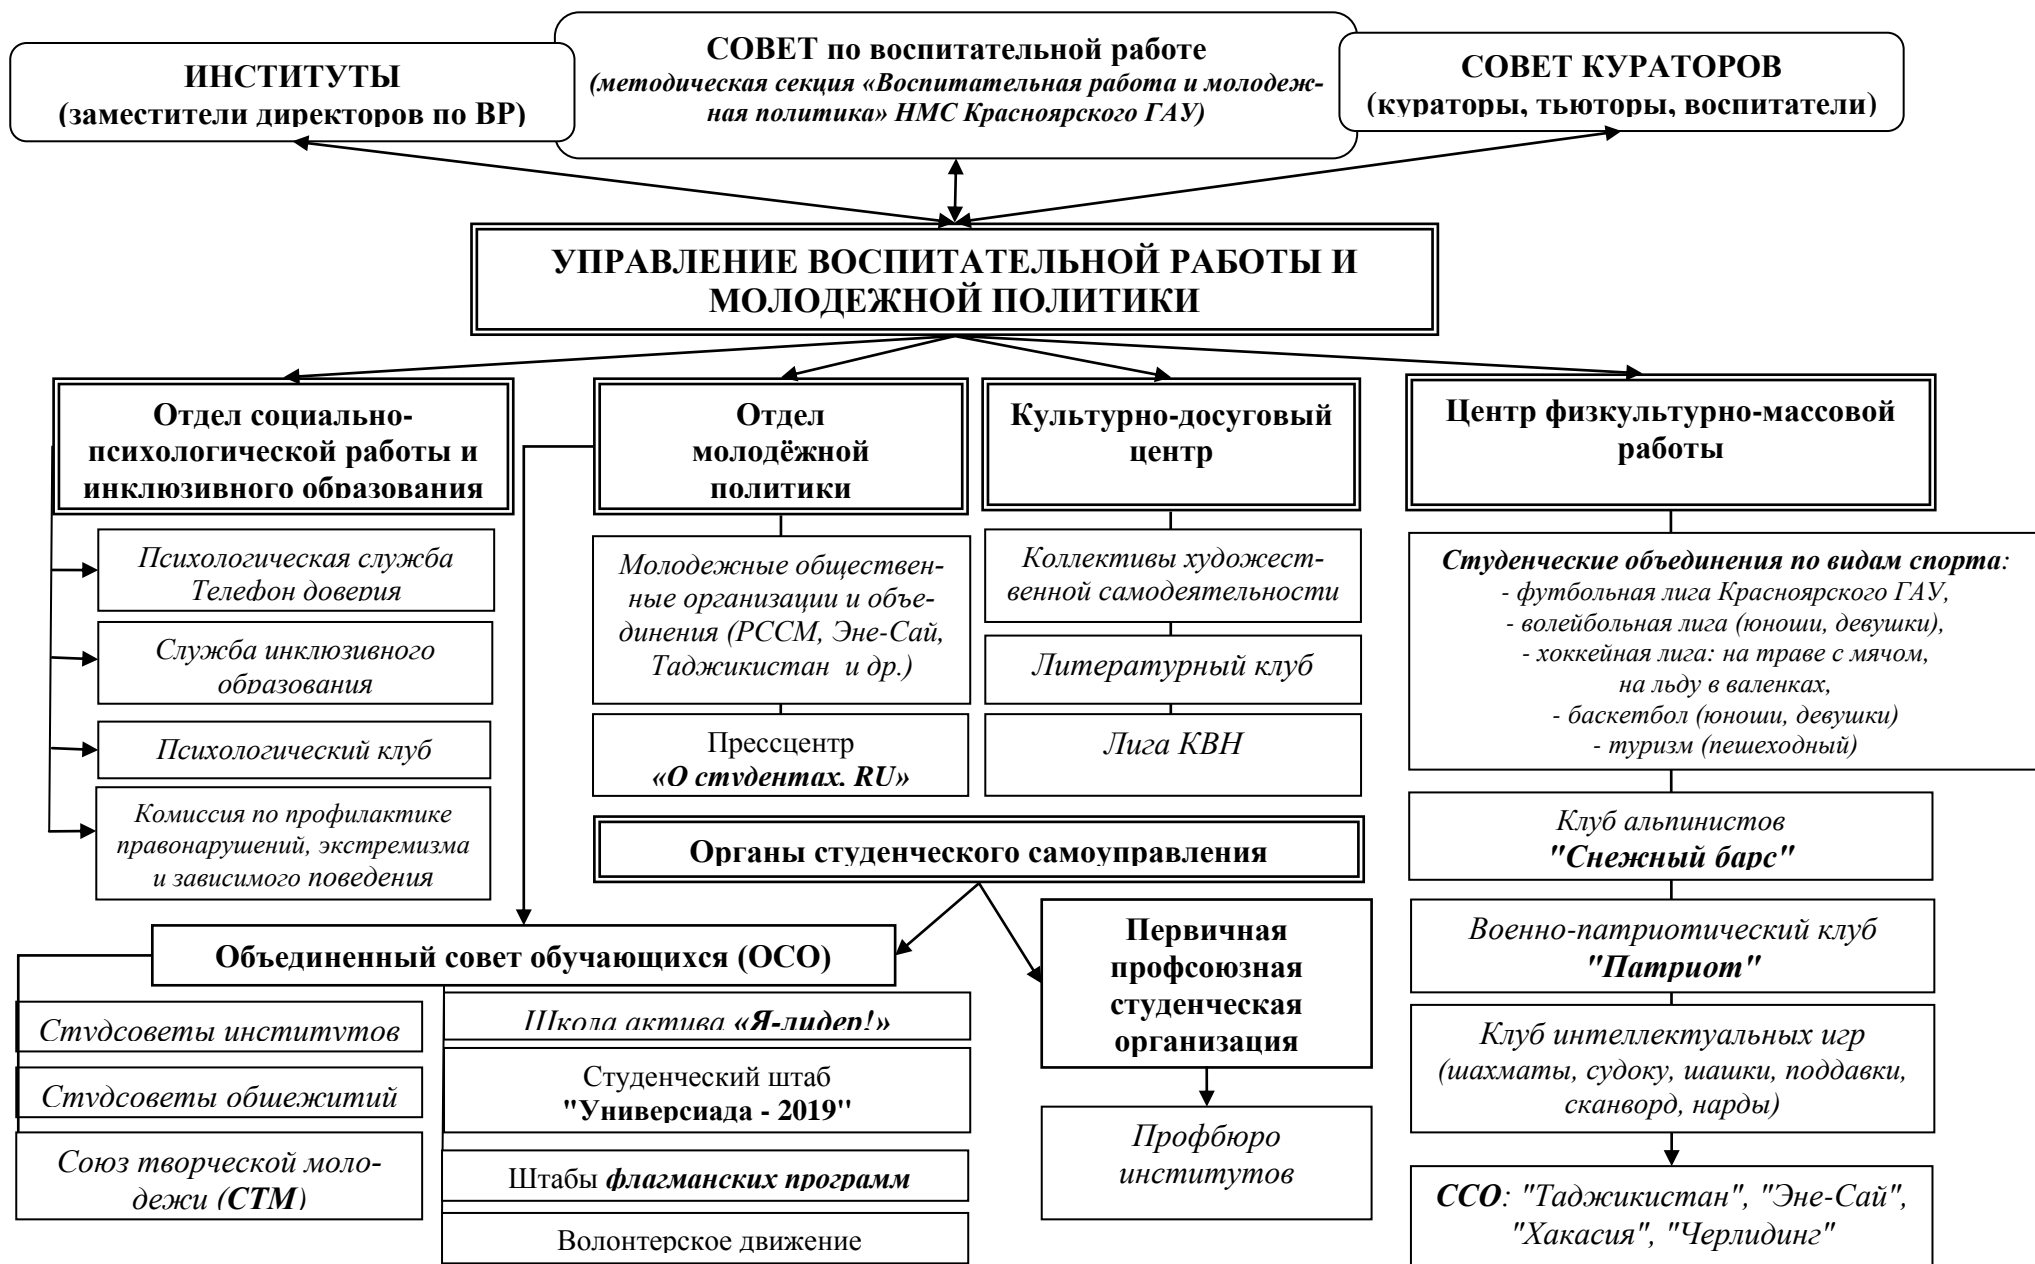 ИНСТИТУТЫ
(заместители директоров по ВР)
СОВЕТ по воспитательной работе
(методическая секция «Воспитательная работа и молодеж-
ная политика» НМС Красноярского ГАУ)
СОВЕТ КУРАТОРОВ
(кураторы, тьюторы, воспитатели)
УПРАВЛЕНИЕ ВОСПИТАТЕЛЬНОЙ РАБОТЫ И
МОЛОДЕЖНОЙ ПОЛИТИКИ
Отдел социально-
психологической работы и
инклюзивного образования
Психологическая служба
Телефон доверия
Служба инклюзивного
образования
Психологический клуб
Комиссия по профилактике
правонарушений, экстремизма
и зависимого поведения
Отдел
молодёжной
политики
Молодежные обществен-
ные организации и объе-
динения (РССМ, Эне-Сай,
Таджикистан и др.)
Прессцентр
«О студентах. RU»
Культурно-досуговый
центр
Коллективы художест-
венной самодеятельности
Литературный клуб
Лига КВН
Центр физкультурно-массовой
работы
Студенческие объединения по видам спорта:
- футбольная лига Красноярского ГАУ,
- волейбольная лига (юноши, девушки),
- хоккейная лига: на траве с мячом,
на льду в валенках,
- баскетбол (юноши, девушки)
- туризм (пешеходный)
Клуб альпинистов
"Снежный барс"
Военно-патриотический клуб
"Патриот"
Клуб интеллектуальных игр
(шахматы, судоку, шашки, поддавки,
сканворд, нарды)
ССО: "Таджикистан", "Эне-Сай",
"Хакасия", "Черлидинг"
Органы студенческого самоуправления
Объединенный совет обучающихся (ОСО)
Студсоветы институтов
Студсоветы общежитий
Союз творческой моло-
дежи (СТМ)
Школа актива «Я-лидер!»
Студенческий штаб
"Универсиада - 2019"
Штабы флагманских программ
Волонтерское движение
Первичная
профсоюзная
студенческая
организация
Профбюро
институтов